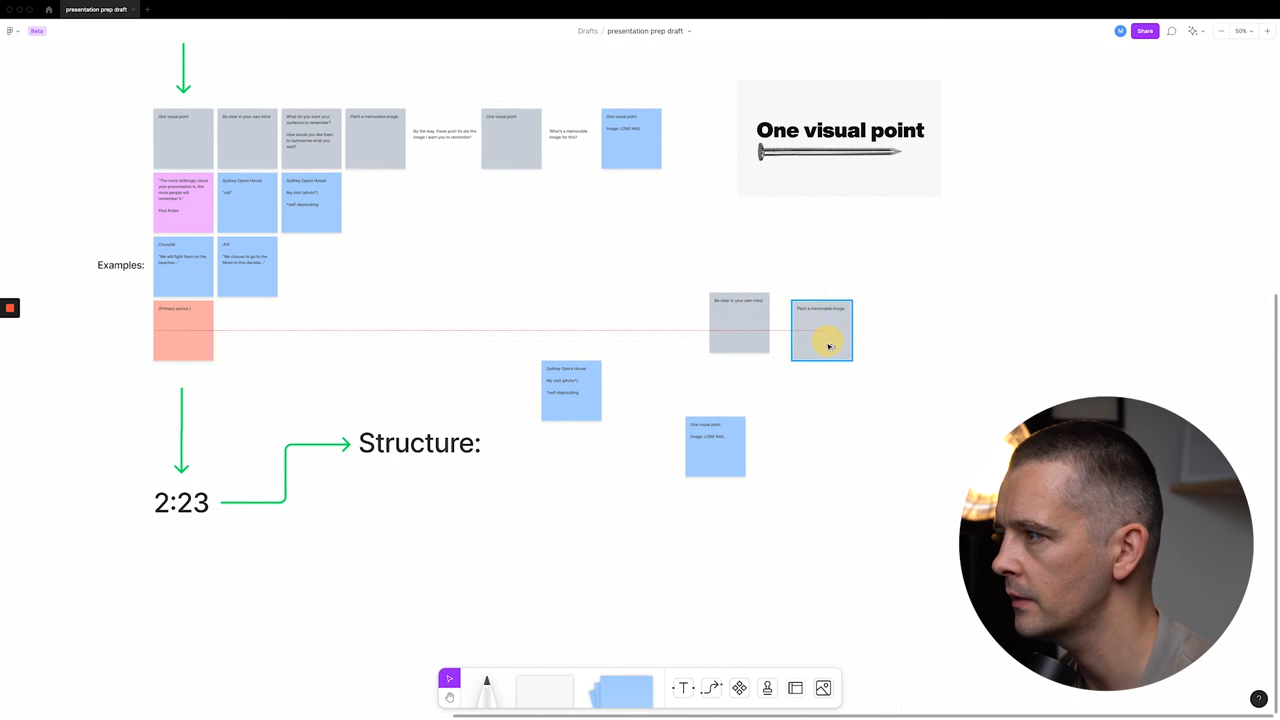 presentation prep draft
Beta
Drafts / presentation prep draft
M
Share
50%
One visual point
Be clear in your own mind
What do you want your
audience to remember?
How would you like them
to summarise what you
said?
Plant a memorable image.
By the way, these post-its are the
image I want you to remember!
One visual point
What's a memorable
image for this?
One visual point
Image: LONG NAIL
One visual point
"The more strikingly visual
your presentation is, the
more people will
remember it"
Paul Arden
Sydney Opera House
"sail"
Sydney Opera House
My visit (photo*)
*self-depricating
Examples:
Churchill
"We will fight them on the
beaches..."
JFK
"We choose to go to the
Moon in this decade..."
(Primary source.)
Be clear in your own mind
Plant a memorable image.
Sydney Opera House
My visit (photo*)
*self-depricating
One visual point
Image: LONG NAIL
Structure:
2:23
T
?